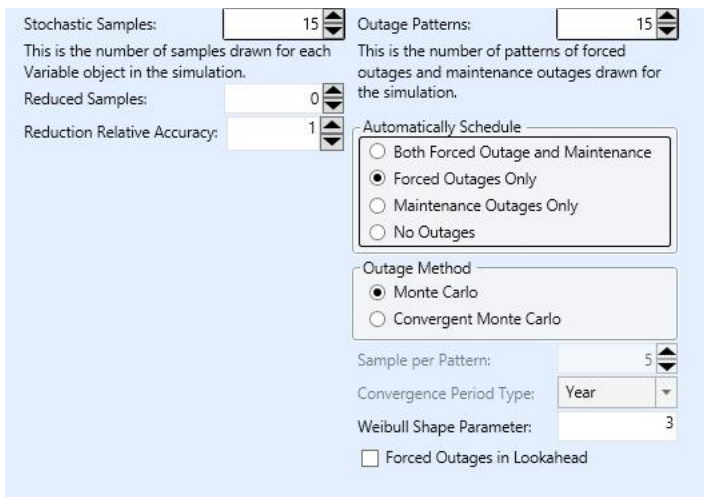 Stochastic Samples: 15
This is the number of samples drawn for each
Variable object in the simulation.
Reduced Samples: 0
Reduction Relative Accuracy: 1
Outage Patterns: 15
This is the number of patterns of forced
outages and maintenance outages drawn for
the simulation.
Automatically Schedule
Both Forced Outage and Maintenance
Forced Outages Only
Maintenance Outages Only
No Outages
Outage Method
Monte Carlo
Convergent Monte Carlo
Sample per Pattern: 5
Convergence Period Type: Year
Weibull Shape Parameter: 3
Forced Outages in Lookahead